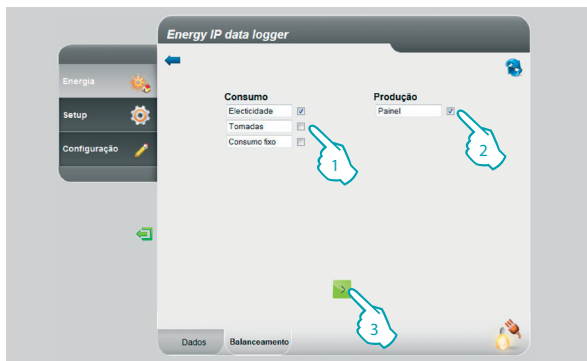 Energy IP data logger
Energia
Setup
Configuração
Consumo
Electicidade
Tomadas
Consumo fixo
Produção
Painel
1
2
3
Dados
Balanceamento